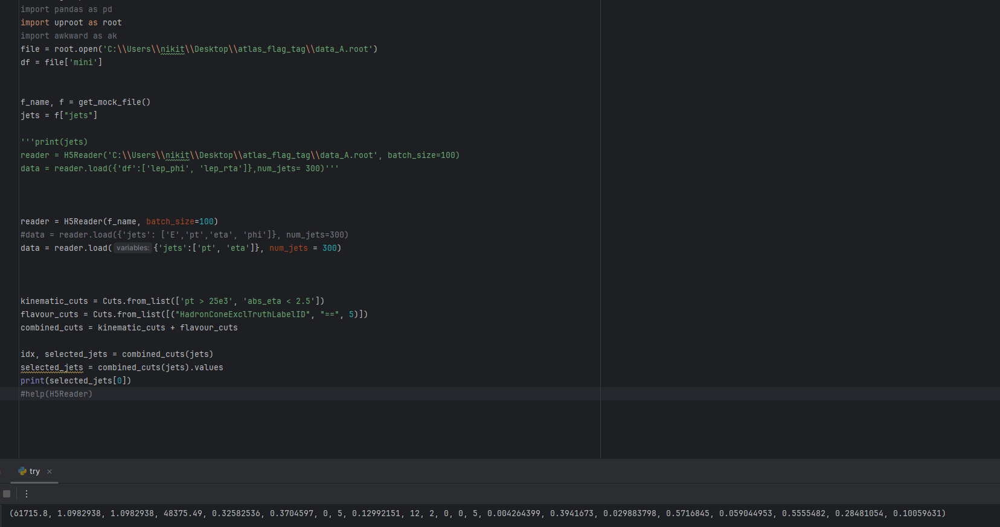 import pandas as pd
import uproot as root
import awkward as ak
file = root.open('C:\\Users\\nikit\\Desktop\\atlas_flag_tag\\data_A.root')
df = file['mini']
f_name, f = get_mock_file()
jets = f["jets"]
'''print(jets)
reader = H5Reader('C:\\Users\\nikit\\Desktop\\atlas_flag_tag\\data_A.root', batch_size=100)
data = reader.load({'df':['lep_phi', 'lep_rta']},num_jets= 300)'''
reader = H5Reader(f_name, batch_size=100)
#data = reader.load({'jets': ['E','pt','eta', 'phi']}, num_jets=300)
data = reader.load( variables: {'jets':['pt', 'eta']}, num_jets = 300)
kinematic_cuts = Cuts.from_list(['pt > 25e3', 'abs_eta < 2.5'])
flavour_cuts = Cuts.from_list([("HadronConeExclTruthLabelID", "==", 5)])
combined_cuts = kinematic_cuts + flavour_cuts
idx, selected_jets = combined_cuts(jets)
selected_jets = combined_cuts(jets).values
print(selected_jets[0])
#help(H5Reader)
try
(61715.8, 1.0982938, 1.0982938, 48375.49, 0.32582536, 0.3704597, 0, 5, 0.12992151, 12, 2, 0, 0, 5, 0.004264399, 0.3941673, 0.029883798, 0.5716845, 0.059044953, 0.5555482, 0.28481054, 0.10059631)